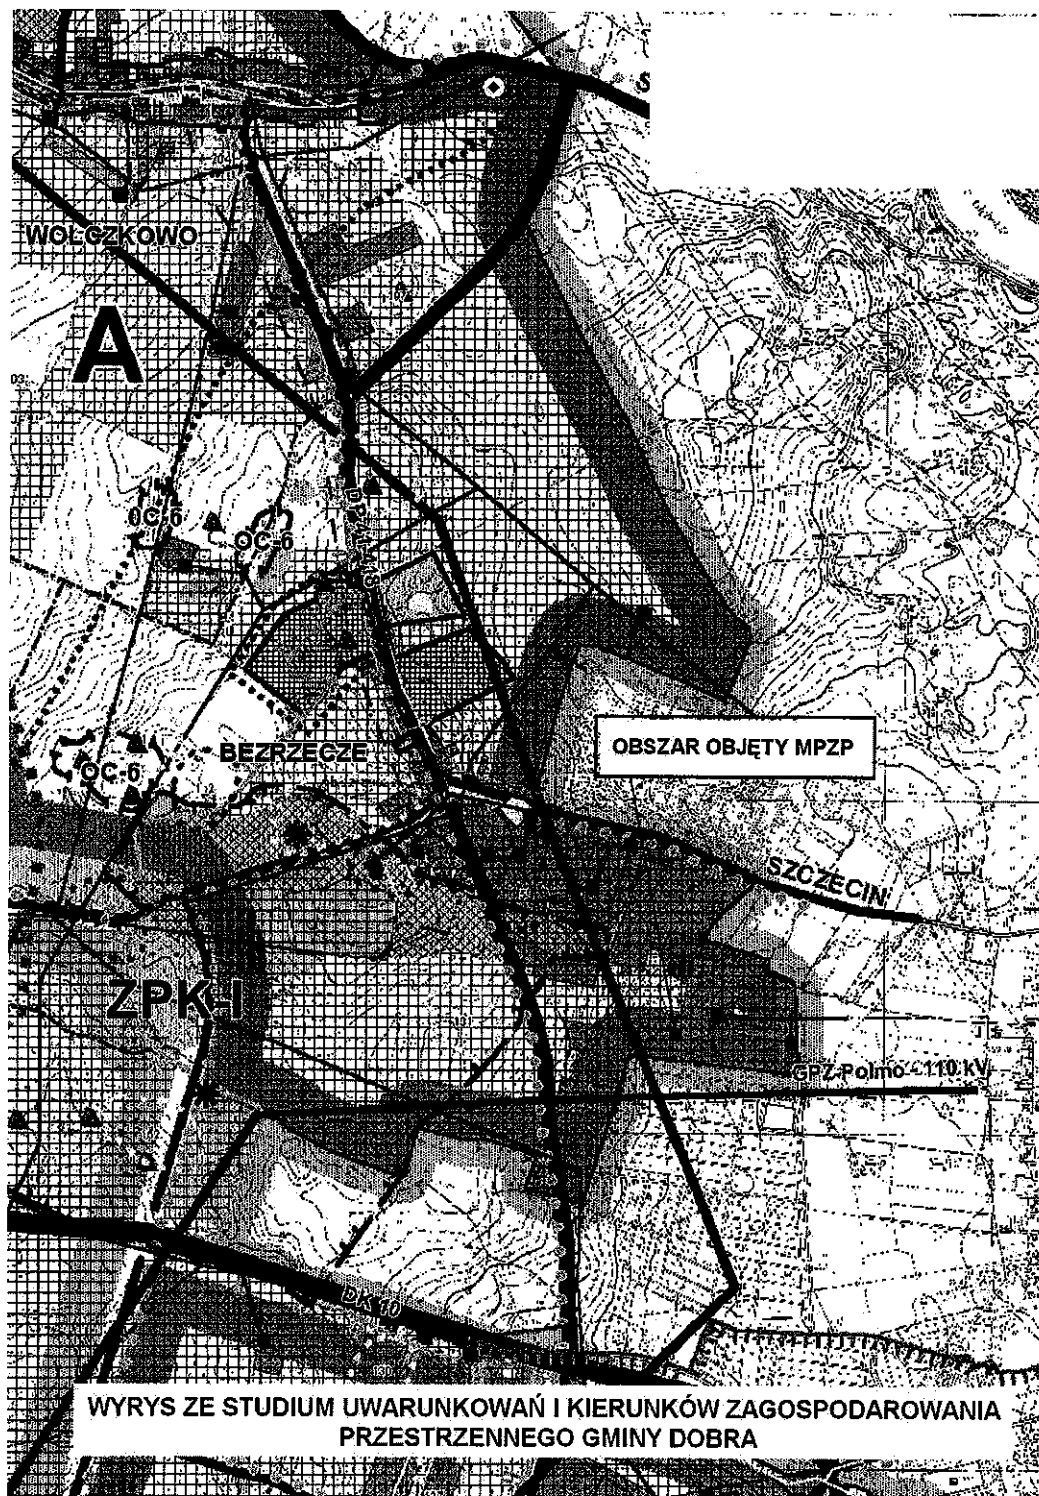 WOŁCZKOWO
A
OC-6
OC-6
BEZRZECZE
OBSZAR OBJĘTY MPZP
OC-6
SZCZECIN
ZPK-I
GPZ Polmo - 110 kV
DK 10
WYRYS ZE STUDIUM UWARUNKOWAŃ I KIERUNKÓW ZAGOSPODAROWANIA
PRZESTRZENNEGO GMINY DOBRA